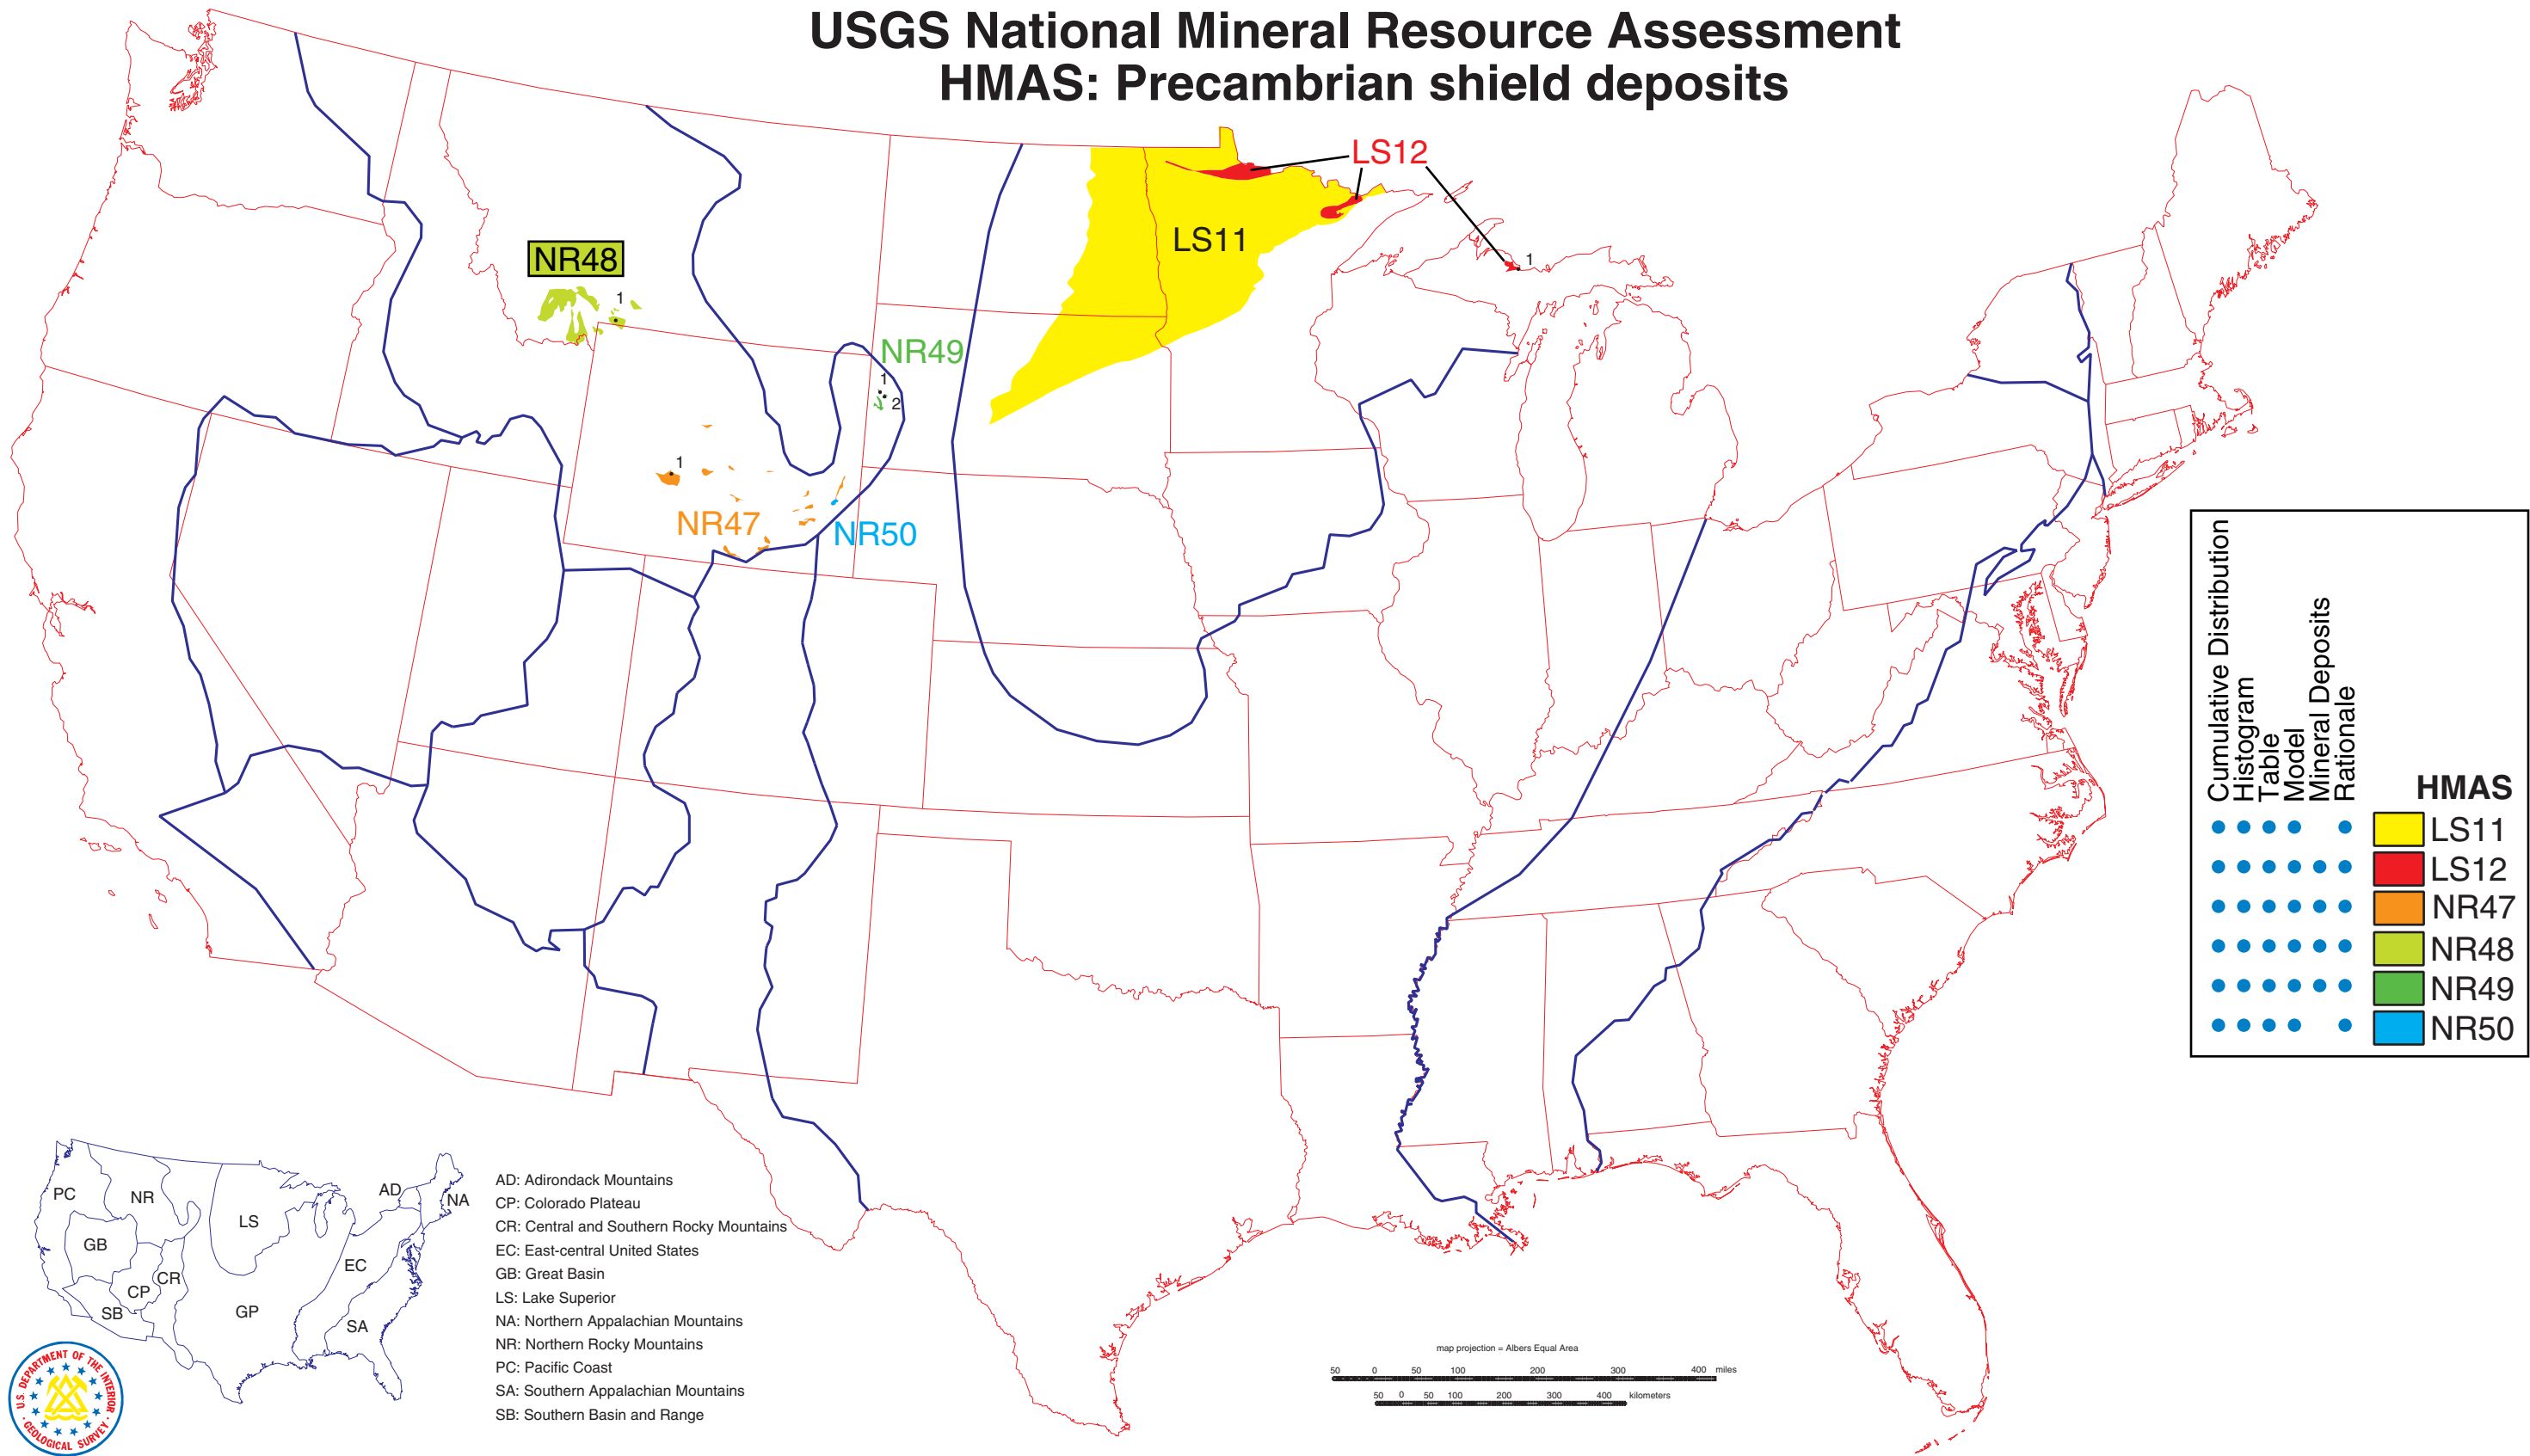 USGS National Mineral Resource Assessment
HMAS: Precambrian shield deposits
LS12
LS11
1
NR48
1
NR49
1
2
1
NR47
NR50
Cumulative Distribution
Histogram
Table
Model
Mineral Deposits
Rationale
HMAS
LS11
LS12
NR47
NR48
NR49
NR50
PC
NR
LS
AD
NA
GB
CP
CR
EC
SB
GP
SA
AD: Adirondack Mountains
CP: Colorado Plateau
CR: Central and Southern Rocky Mountains
EC: East-central United States
GB: Great Basin
LS: Lake Superior
NA: Northern Appalachian Mountains
NR: Northern Rocky Mountains
PC: Pacific Coast
SA: Southern Appalachian Mountains
SB: Southern Basin and Range
map projection = Albers Equal Area
50 0 50 100 200 300 400 miles
50 0 50 100 200 300 400 kilometers
U.S. DEPARTMENT OF THE INTERIOR
GEOLOGICAL SURVEY